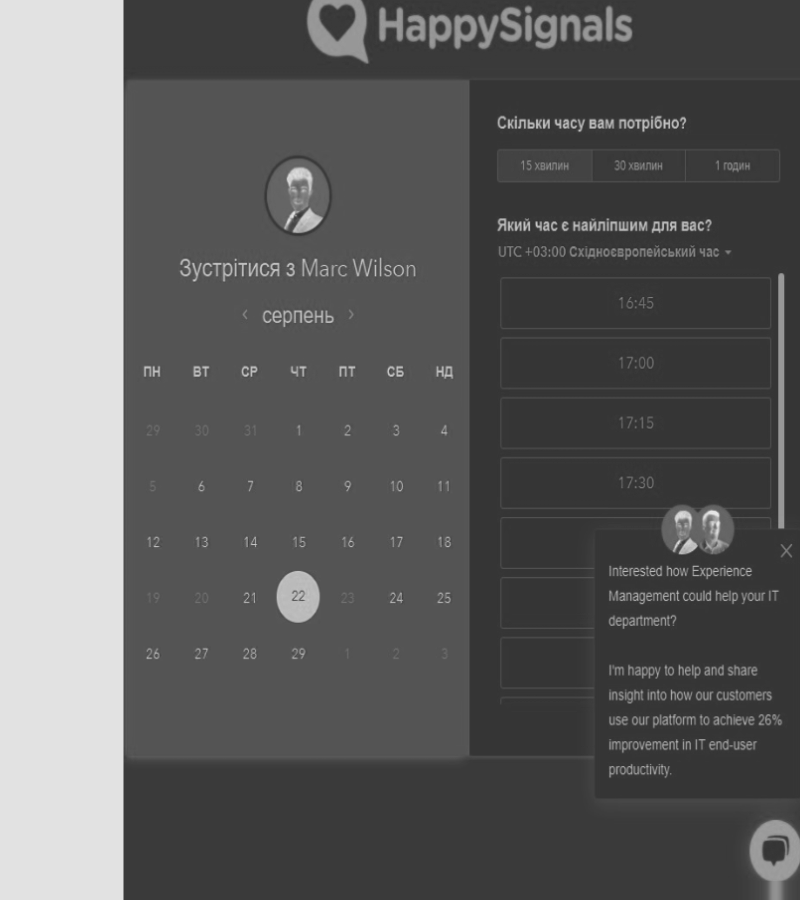 HappySignals
Зустрітися з Marc Wilson
серпень
ПН ВТ СР ЧТ ПТ СБ НД
29 30 31 1 2 3 4
5 6 7 8 9 10 11
12 13 14 15 16 17 18
19 20 21 22 23 24 25
26 27 28 29 1 2 3
Скільки часу вам потрібно?
15 хвилин 30 хвилин 1 годин
Який час є найліпшим для вас?
UTC +03:00 Східноєвропейський час
16:45
17:00
17:15
17:30
Interested how Experience
Management could help your IT
department?
I'm happy to help and share
insight into how our customers
use our platform to achieve 26%
improvement in IT end-user
productivity.